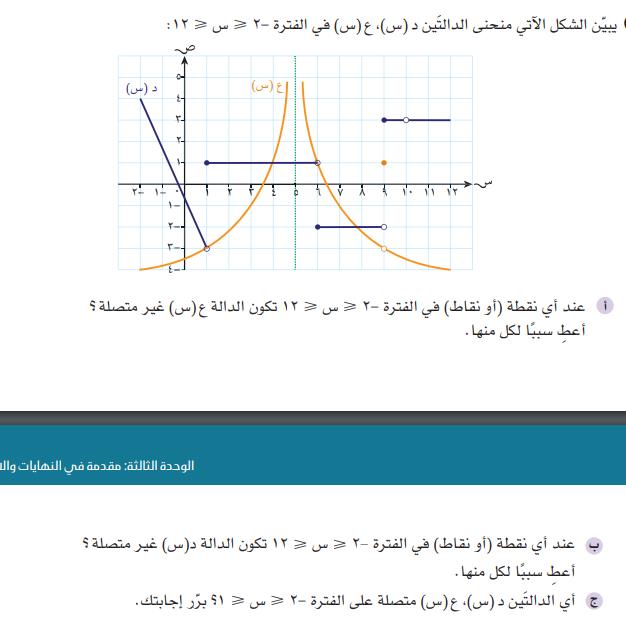 يبيّن الشكل الآتي منحنى الدالتَين د (س)، ع (س) في الفترة –٢ ⩽ س ⩽ ١٢:
ص
د (س)
ع (س)
٥
٤
٣
٢
١
س
–٢ –١ ٠ ١ ٢ ٣ ٤ ٥ ٦ ٧ ٨ ٩ ١٠ ١١ ١٢
–١
–٢
–٣
–٤
أ عند أي نقطة (أو نقاط) في الفترة –٢ ⩽ س ⩽ ١٢ تكون الدالة ع (س) غير متصلة؟
أعطِ سببًا لكل منها.
الوحدة الثالثة: مقدمة في النهايات
ب عند أي نقطة (أو نقاط) في الفترة –٢ ⩽ س ⩽ ١٢ تكون الدالة د(س) غير متصلة؟
أعطِ سببًا لكل منها.
ج أي الدالتَين د (س)، ع (س) متصلة على الفترة –٢ ⩽ س ⩽ ١؟ برّر إجابتك.